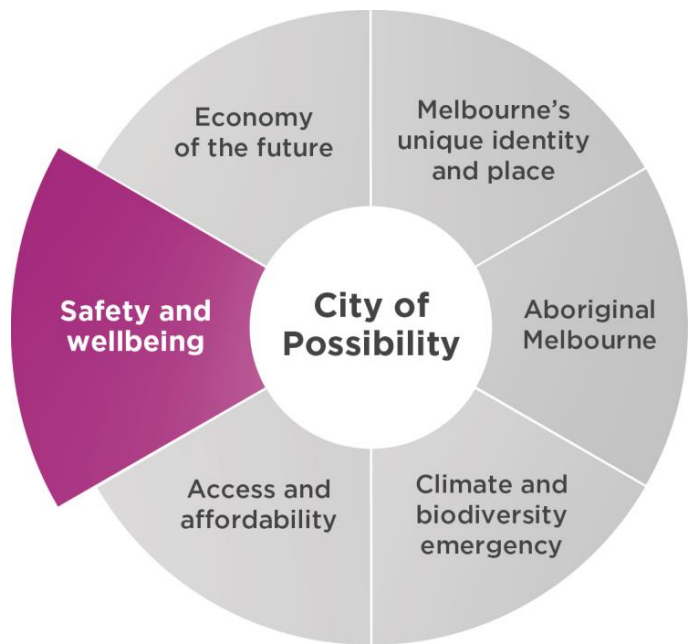 Economy
of the future
Melbourne's
unique identity
and place
Safety and
wellbeing
City of
Possibility
Aboriginal
Melbourne
Access and
affordability
Climate and
biodiversity
emergency